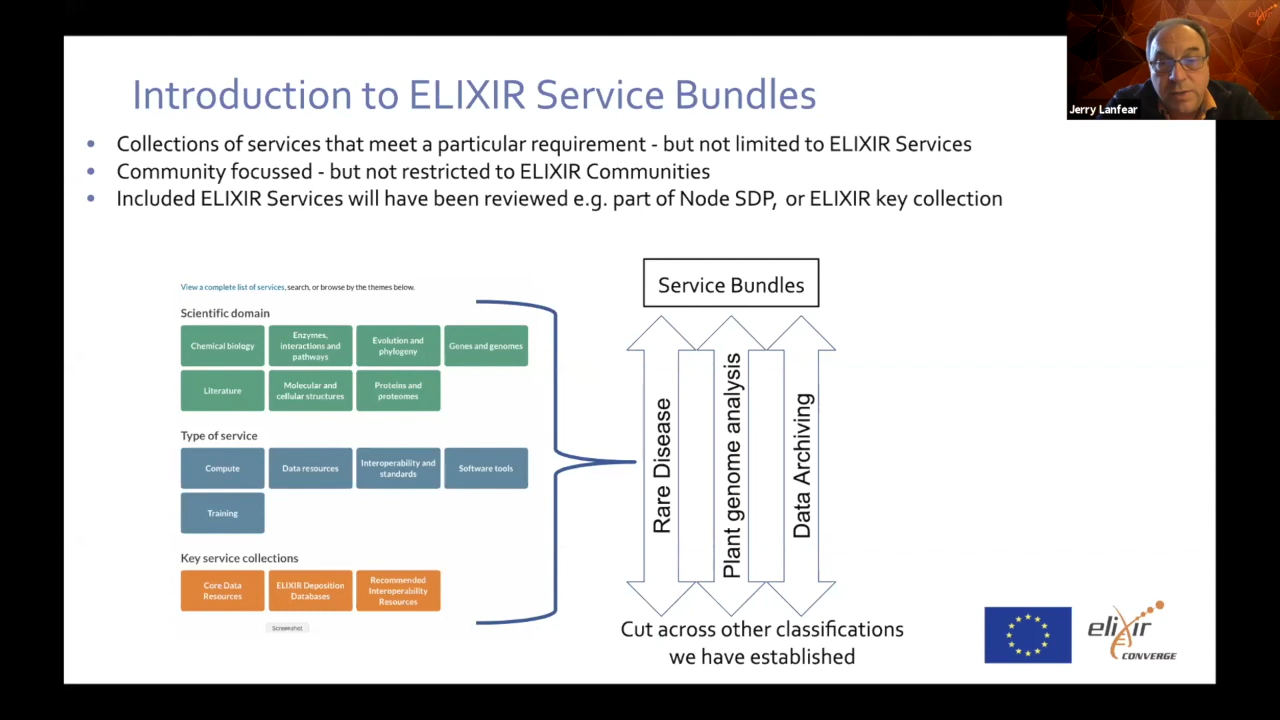 elixir
Jerry Lanfear
Introduction to ELIXIR Service Bundles
• Collections of services that meet a particular requirement - but not limited to ELIXIR Services
• Community focussed - but not restricted to ELIXIR Communities
• Included ELIXIR Services will have been reviewed e.g. part of Node SDP, or ELIXIR key collection
View a complete list of services, search, or browse by the themes below.
Scientific domain
Chemical biology
Enzymes,
interactions and
pathways
Evolution and
phylogeny
Genes and genomes
Literature
Molecular and
cellular structures
Proteins and
proteomes
Type of service
Compute
Data resources
Interoperability and
standards
Software tools
Training
Key service collections
Core Data
Resources
ELIXIR Deposition
Databases
Recommended
Interoperability
Resources
Screenshot
Service Bundles
Rare Disease
Plant genome analysis
Data Archiving
Cut across other classifications
we have established
elixir
CONVERGE